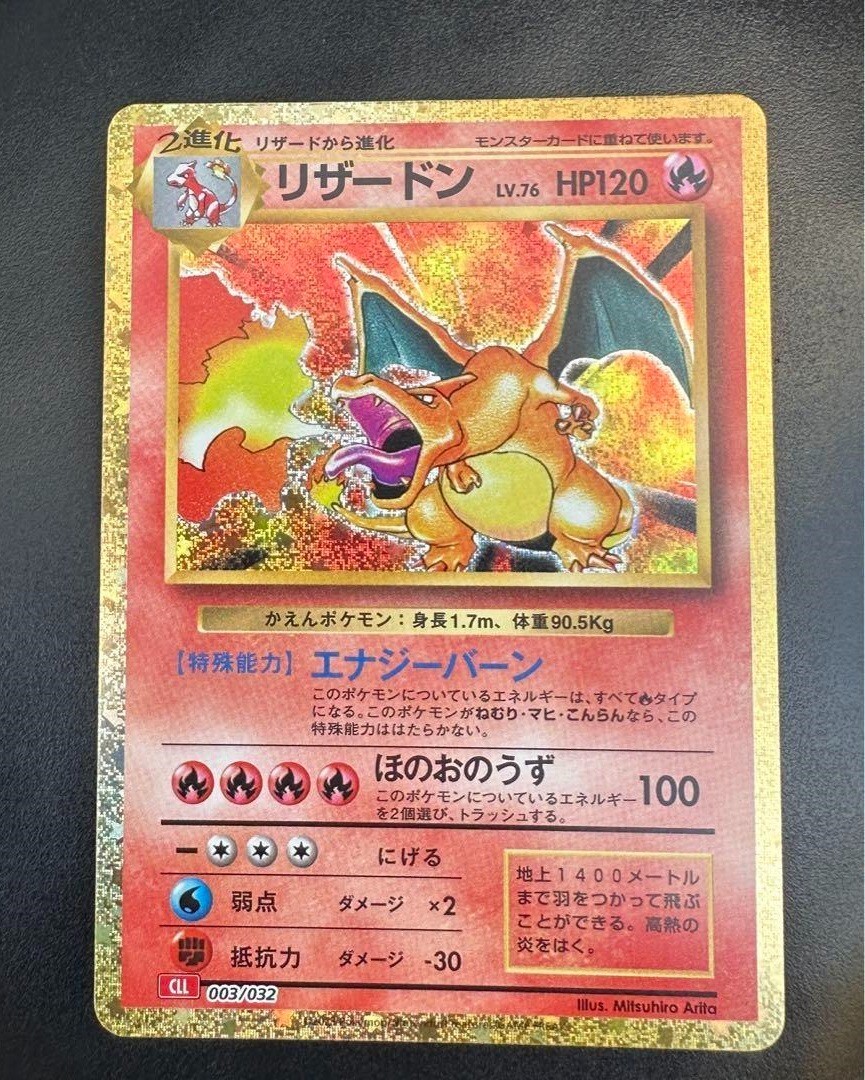 2進化 リザードから進化 モンスターカードに重ねて使います。
リザードン LV.76 HP120
かえんポケモン：身長1.7m、体重90.5Kg
【特殊能力】 エナジーバーン
このポケモンについているエネルギーは、すべて🔥タイプ
になる。このポケモンがねむり・マヒ・こんらんなら、この
特殊能力ははたらかない。
ほのおのうず 100
このポケモンについているエネルギー
を2個選び、トラッシュする。
にげる
弱点 ダメージ ×2
抵抗力 ダメージ -30
地上1400メートル
まで羽をつかって飛ぶ
ことができる。高熱の
炎をはく。
CLL 003/032
Illus. Mitsuhiro Arita